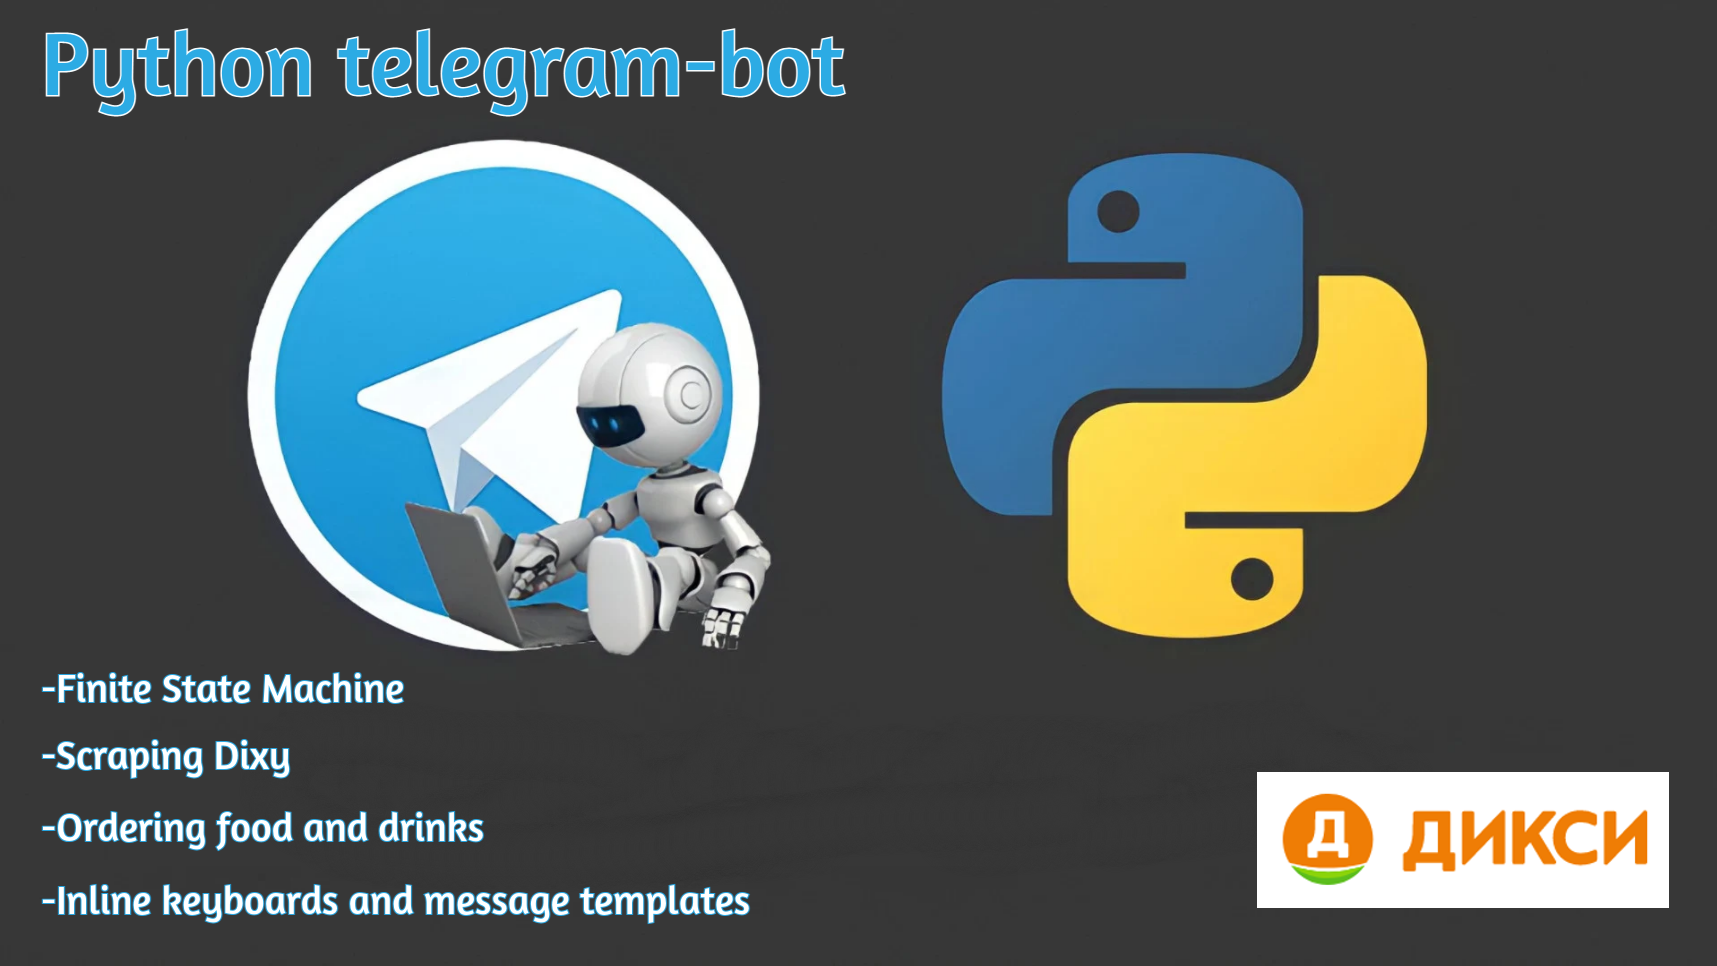 Python telegram-bot
-Finite State Machine
-Scraping Dixy
-Ordering food and drinks
-Inline keyboards and message templates
Д ДИКСИ